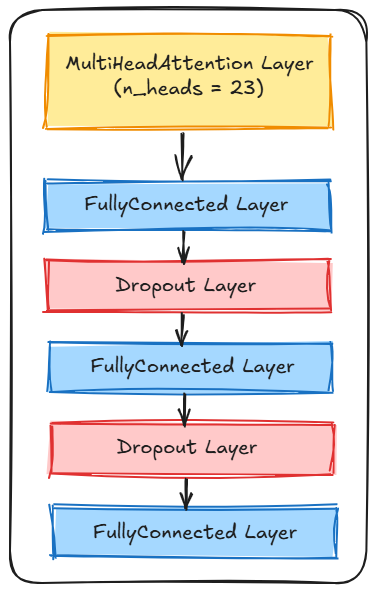 MultiHeadAttention Layer
(n_heads = 23)
FullyConnected Layer
Dropout Layer
FullyConnected Layer
Dropout Layer
FullyConnected Layer